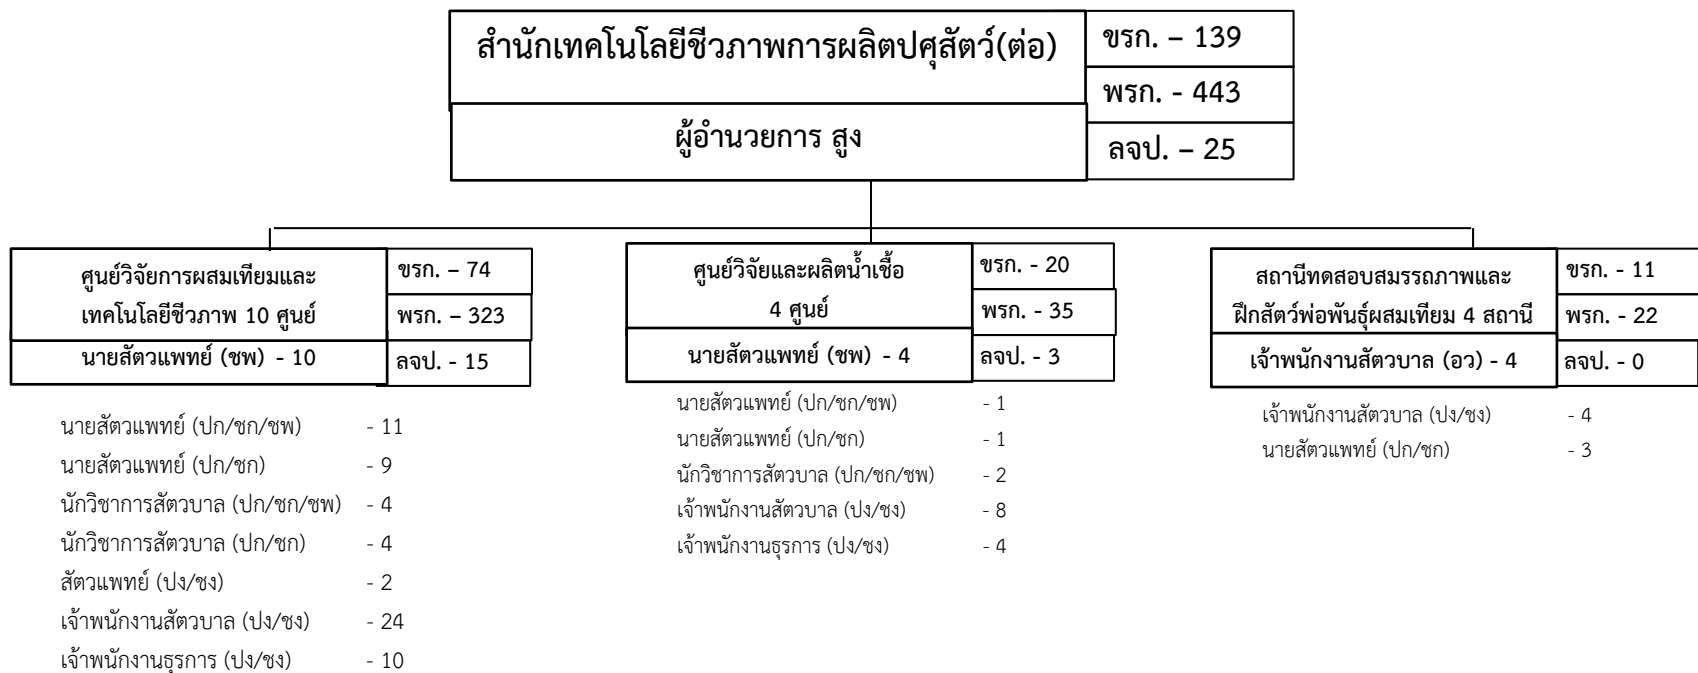 สำนักเทคโนโลยีชีวภาพการผลิตปศุสัตว์(ต่อ)
ผู้อำนวยการ สูง
ขรก. – 139
พรก. - 443
ลจป. – 25
ศูนย์วิจัยการผสมเทียมและ
เทคโนโลยีชีวภาพ 10 ศูนย์
นายสัตวแพทย์ (ชพ) - 10
ขรก. – 74
พรก. – 323
ลจป. - 15
นายสัตวแพทย์ (ปก/ชก/ชพ) - 11
นายสัตวแพทย์ (ปก/ชก) - 9
นักวิชาการสัตวบาล (ปก/ชก/ชพ) - 4
นักวิชาการสัตวบาล (ปก/ชก) - 4
สัตวแพทย์ (ปง/ชง) - 2
เจ้าพนักงานสัตวบาล (ปง/ชง) - 24
เจ้าพนักงานธุรการ (ปง/ชง) - 10
ศูนย์วิจัยและผลิตน้ำเชื้อ
4 ศูนย์
นายสัตวแพทย์ (ชพ) - 4
ขรก. - 20
พรก. - 35
ลจป. - 3
นายสัตวแพทย์ (ปก/ชก/ชพ) - 1
นายสัตวแพทย์ (ปก/ชก) - 1
นักวิชาการสัตวบาล (ปก/ชก/ชพ) - 2
เจ้าพนักงานสัตวบาล (ปง/ชง) - 8
เจ้าพนักงานธุรการ (ปง/ชง) - 4
สถานีทดสอบสมรรถภาพและ
ฝึกสัตว์พ่อพันธุ์ผสมเทียม 4 สถานี
เจ้าพนักงานสัตวบาล (อว) - 4
ขรก. - 11
พรก. - 22
ลจป. - 0
เจ้าพนักงานสัตวบาล (ปง/ชง) - 4
นายสัตวแพทย์ (ปก/ชก) - 3